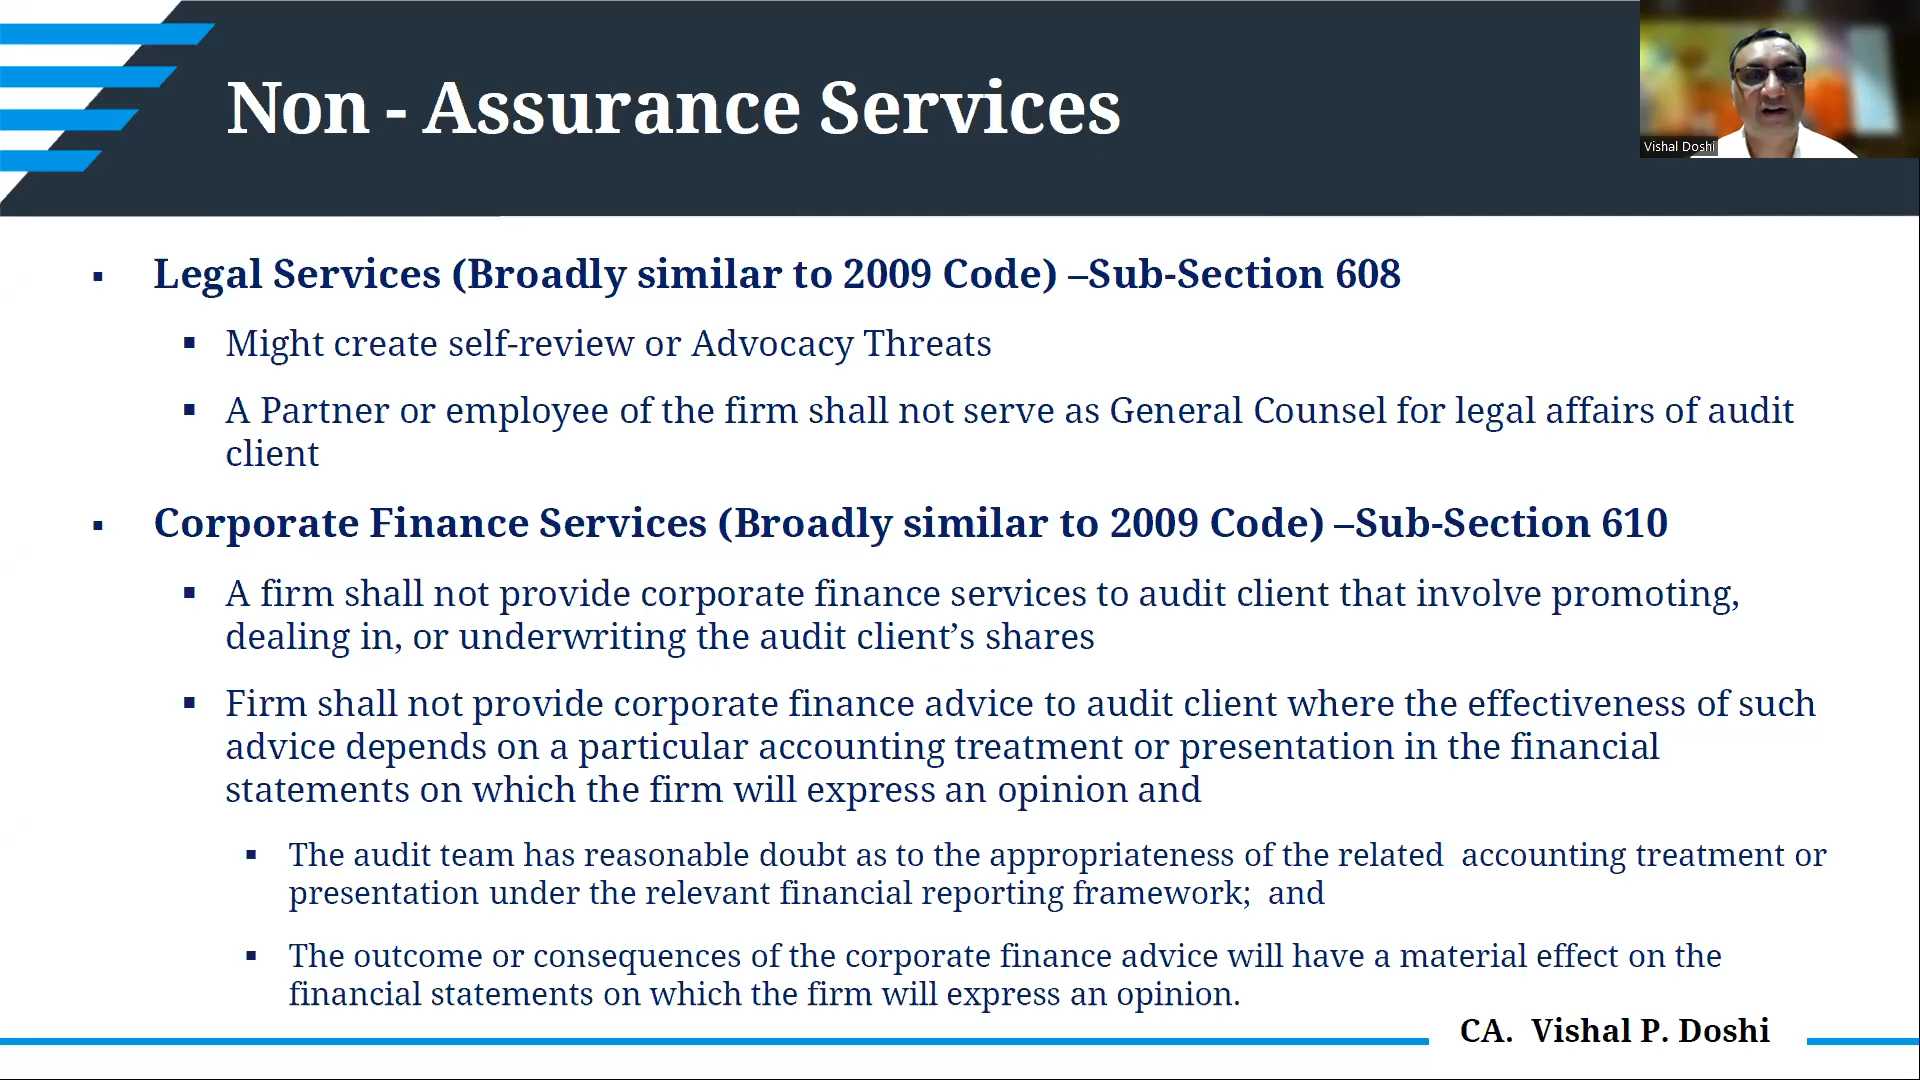 Non - Assurance Services
Vishal Doshi
▪ Legal Services (Broadly similar to 2009 Code) –Sub-Section 608
▪ Might create self-review or Advocacy Threats
▪ A Partner or employee of the firm shall not serve as General Counsel for legal affairs of audit
client
▪ Corporate Finance Services (Broadly similar to 2009 Code) –Sub-Section 610
▪ A firm shall not provide corporate finance services to audit client that involve promoting,
dealing in, or underwriting the audit client’s shares
▪ Firm shall not provide corporate finance advice to audit client where the effectiveness of such
advice depends on a particular accounting treatment or presentation in the financial
statements on which the firm will express an opinion and
▪ The audit team has reasonable doubt as to the appropriateness of the related  accounting treatment or
presentation under the relevant financial reporting framework;  and
▪ The outcome or consequences of the corporate finance advice will have a material effect on the
financial statements on which the firm will express an opinion.
CA.  Vishal P. Doshi